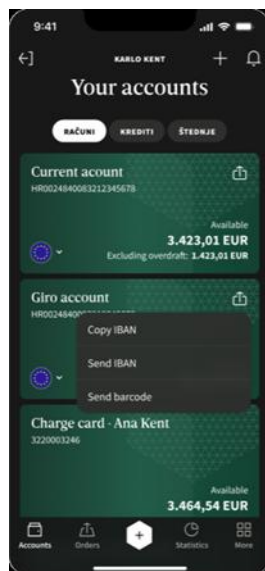 9:41
KARLO KENT
Your accounts
RAČUNI KREDITI ŠTEDNJE
Current acount
HR0024840083212345678
Available
3.423,01 EUR
Excluding overdraft: 1.423,01 EUR
Giro account
Copy IBAN
Send IBAN
Send barcode
Charge card - Ana Kent
3220003246
Available
3.464,54 EUR
Accounts Orders Statistics More